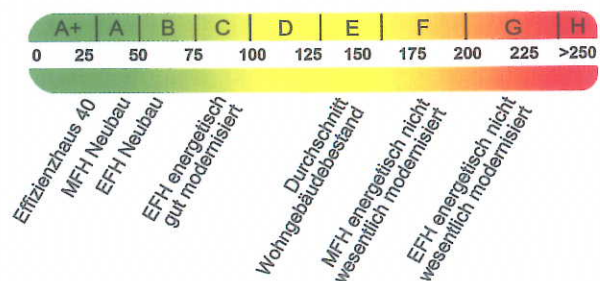 A+ A B C D E F G H
0 25 50 75 100 125 150 175 200 225 >250
Effizienzhaus 40
MFH Neubau
EFH Neubau
EFH energetisch
gut modernisiert
Durchschnitt
Wohngebäudebestand
MFH energetisch nicht
wesentlich modernisiert
EFH energetisch nicht
wesentlich modernisiert